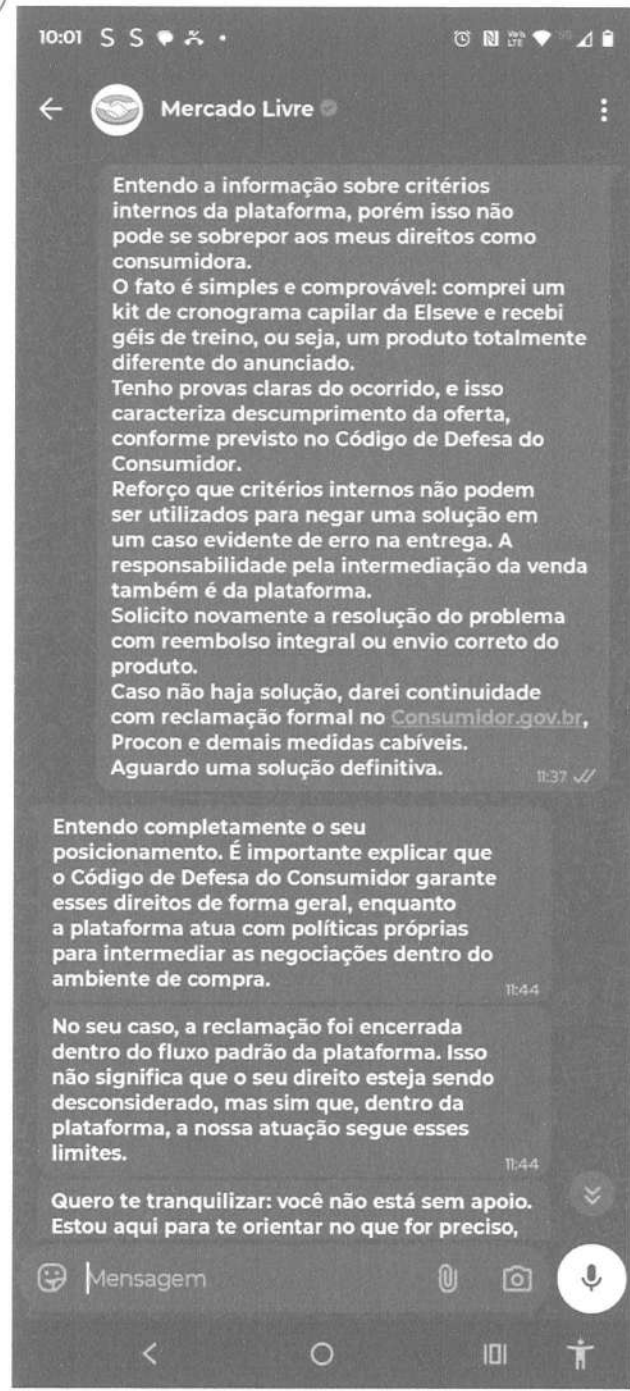 10:01 S S
Mercado Livre
Entendo a informação sobre critérios
internos da plataforma, porém isso não
pode se sobrepor aos meus direitos como
consumidora.
O fato é simples e comprovável: comprei um
kit de cronograma capilar da Elseve e recebi
géis de treino, ou seja, um produto totalmente
diferente do anunciado.
Tenho provas claras do ocorrido, e isso
caracteriza descumprimento da oferta,
conforme previsto no Código de Defesa do
Consumidor.
Reforço que critérios internos não podem
ser utilizados para negar uma solução em
um caso evidente de erro na entrega. A
responsabilidade pela intermediação da venda
também é da plataforma.
Solicito novamente a resolução do problema
com reembolso integral ou envio correto do
produto.
Caso não haja solução, darei continuidade
com reclamação formal no Consumidor.gov.br,
Procon e demais medidas cabíveis.
Aguardo uma solução definitiva.
11:37
Entendo completamente o seu
posicionamento. É importante explicar que
o Código de Defesa do Consumidor garante
esses direitos de forma geral, enquanto
a plataforma atua com políticas próprias
para intermediar as negociações dentro do
ambiente de compra.
11:44
No seu caso, a reclamação foi encerrada
dentro do fluxo padrão da plataforma. Isso
não significa que o seu direito esteja sendo
desconsiderado, mas sim que, dentro da
plataforma, a nossa atuação segue esses
limites.
11:44
Quero te tranquilizar: você não está sem apoio.
Estou aqui para te orientar no que for preciso,
Mensagem